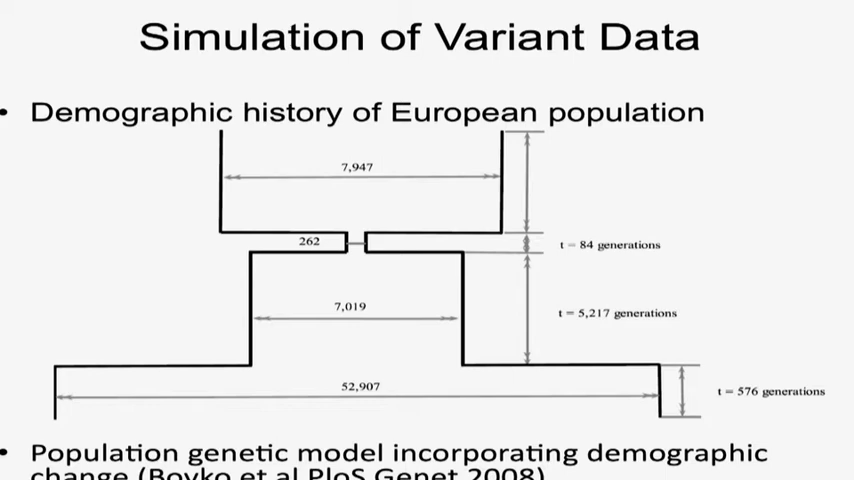 Simulation of Variant Data
• Demographic history of European population
7,947
262
t = 84 generations
7,019
t = 5,217 generations
52,907
t = 576 generations
• Population genetic model incorporating demographic
change (Boyko et al PloS Genet 2008)